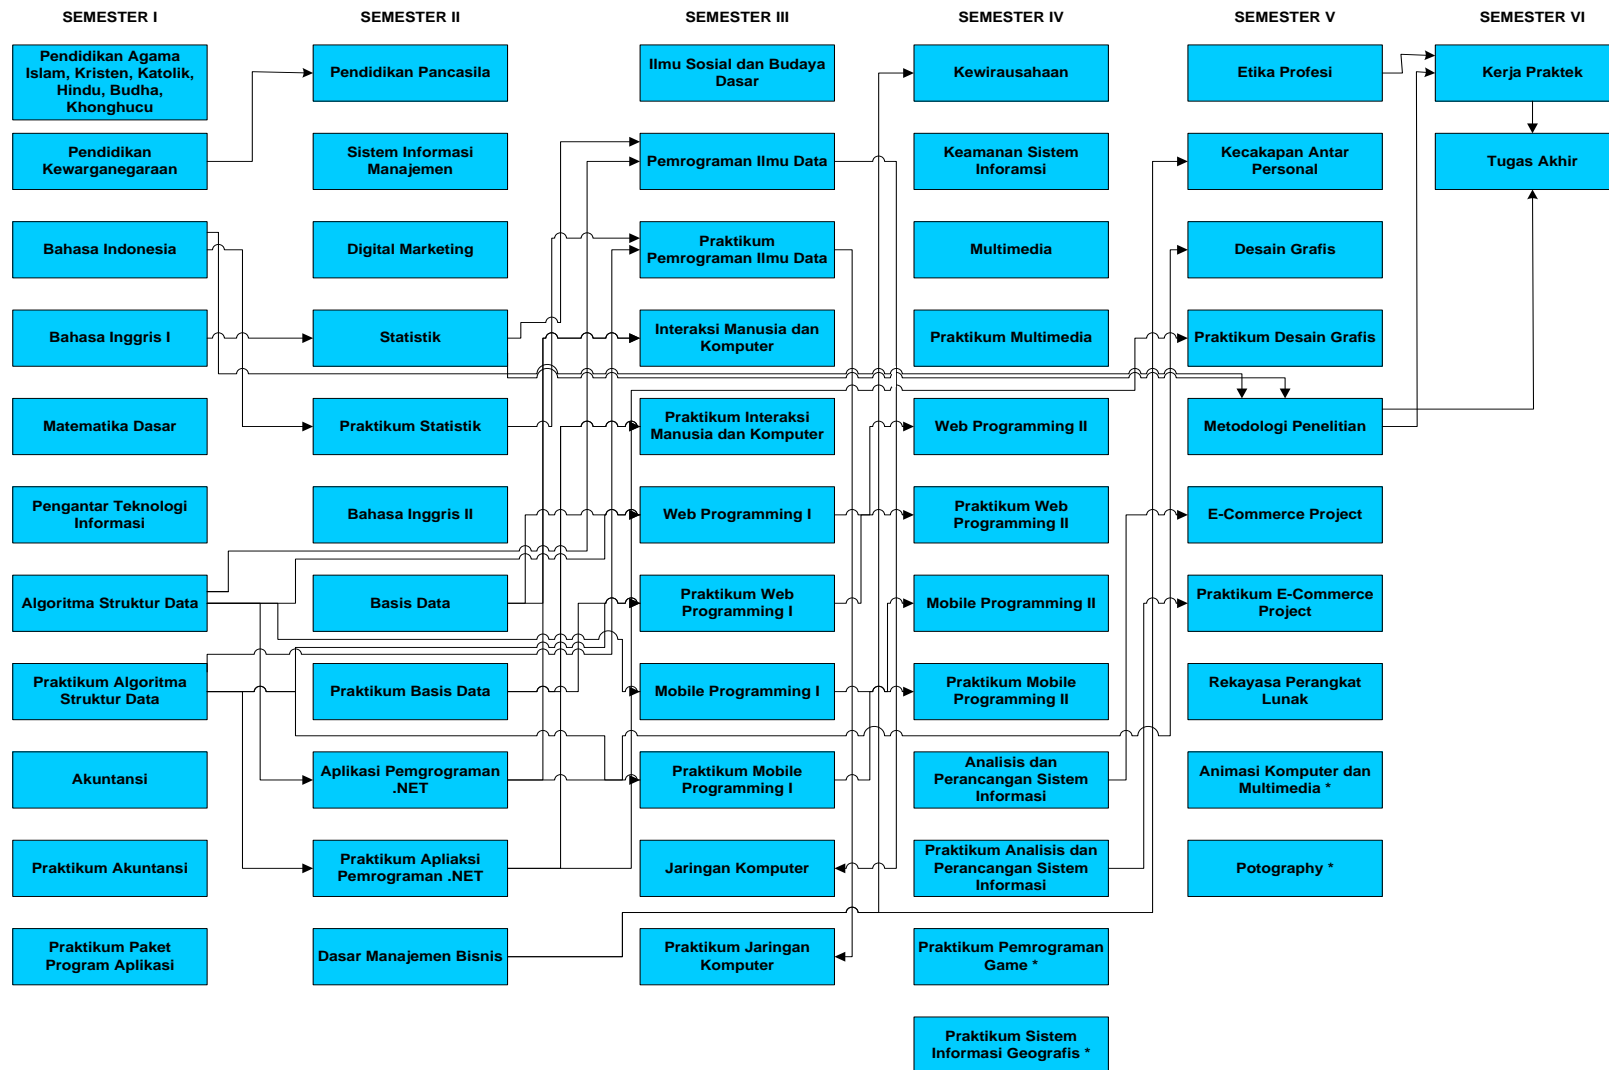 SEMESTER I
Pendidikan Agama
Islam, Kristen, Katolik,
Hindu, Budha,
Khonghucu
Pendidikan
Kewarganegaraan
Bahasa Indonesia
Bahasa Inggris I
Matematika Dasar
Pengantar Teknologi
Informasi
Algoritma Struktur Data
Praktikum Algoritma
Struktur Data
Akuntansi
Praktikum Akuntansi
Praktikum Paket
Program Aplikasi
SEMESTER II
Pendidikan Pancasila
Sistem Informasi
Manajemen
Digital Marketing
Statistik
Praktikum Statistik
Bahasa Inggris II
Basis Data
Praktikum Basis Data
Aplikasi Pemgrograman
.NET
Praktikum Apliaksi
Pemrograman .NET
Dasar Manajemen Bisnis
SEMESTER III
Ilmu Sosial dan Budaya
Dasar
Pemrograman Ilmu Data
Praktikum
Pemrograman Ilmu Data
Interaksi Manusia dan
Komputer
Praktikum Interaksi
Manusia dan Komputer
Web Programming I
Praktikum Web
Programming I
Mobile Programming I
Praktikum Mobile
Programming I
Jaringan Komputer
Praktikum Jaringan
Komputer
SEMESTER IV
Kewirausahaan
Keamanan Sistem
Inforamsi
Multimedia
Praktikum Multimedia
Web Programming II
Praktikum Web
Programming II
Mobile Programming II
Praktikum Mobile
Programming II
Analisis dan
Perancangan Sistem
Informasi
Praktikum Analisis dan
Perancangan Sistem
Informasi
Praktikum Pemrograman
Game *
Praktikum Sistem
Informasi Geografis *
SEMESTER V
Etika Profesi
Kecakapan Antar
Personal
Desain Grafis
Praktikum Desain Grafis
Metodologi Penelitian
E-Commerce Project
Praktikum E-Commerce
Project
Rekayasa Perangkat
Lunak
Animasi Komputer dan
Multimedia *
Potography *
SEMESTER VI
Kerja Praktek
Tugas Akhir